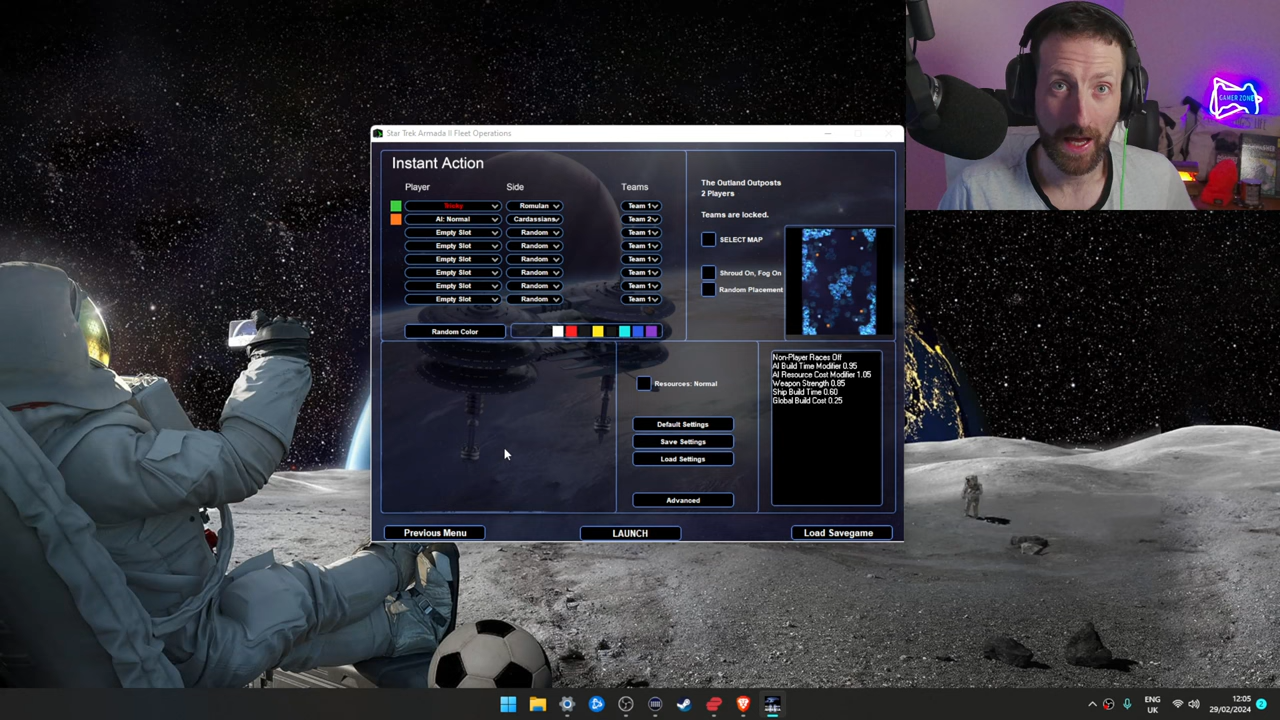 Star Trek Armada II Fleet Operations
Instant Action
Player Side Teams
Tricky Romulan Team 1
AI: Normal Cardassians Team 2
Empty Slot Random Team 1
Empty Slot Random Team 1
Empty Slot Random Team 1
Empty Slot Random Team 1
Empty Slot Random Team 1
Empty Slot Random Team 1
Random Color
The Outland Outposts
2 Players
Teams are locked.
SELECT MAP
Shroud On, Fog On
Random Placement
Resources: Normal
Default Settings
Save Settings
Load Settings
Advanced
Non-Player Races Off
AI Build Time Modifier 0.95
AI Resource Cost Modifier 1.05
Weapon Strength 0.85
Ship Build Time 0.60
Global Build Cost 0.25
Previous Menu
LAUNCH
Load Savegame
GAMER ZONE
ENG
UK
12:05
29/02/2024
2